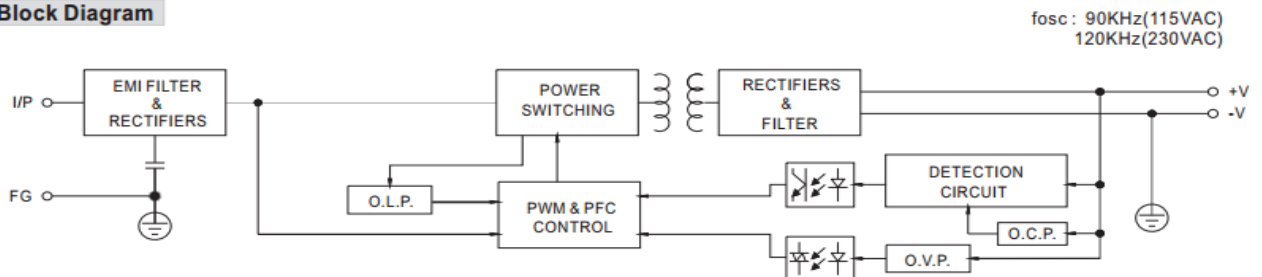 Block Diagram
fosc : 90KHz(115VAC)
120KHz(230VAC)
I/P
EMI FILTER
&
RECTIFIERS
POWER
SWITCHING
RECTIFIERS
&
FILTER
+V
-V
FG
O.L.P.
PWM & PFC
CONTROL
DETECTION
CIRCUIT
O.C.P.
O.V.P.